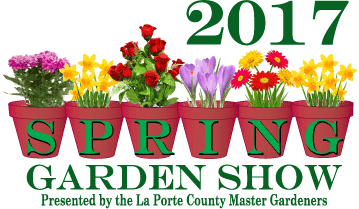 2017
SPRING
GARDEN SHOW
Presented by the La Porte County Master Gardeners